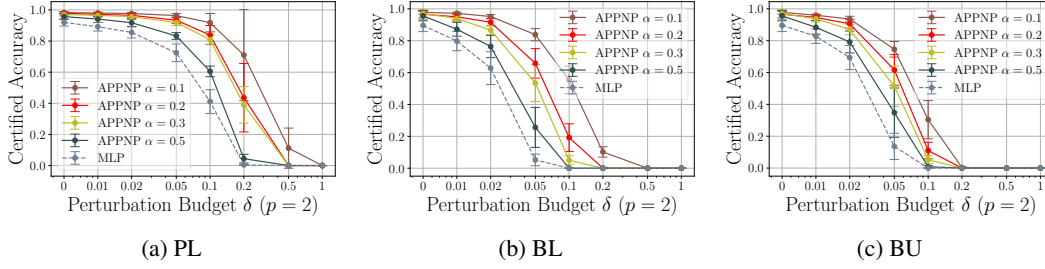 Certified Accuracy
1.0
0.8
0.6
0.4
0.2
0.0
APPNP α = 0.1
APPNP α = 0.2
APPNP α = 0.3
APPNP α = 0.5
MLP
0 0.01 0.02 0.05 0.1 0.2 0.5 1
Perturbation Budget δ (p = 2)
(a) PL
Certified Accuracy
1.0
0.8
0.6
0.4
0.2
0.0
APPNP α = 0.1
APPNP α = 0.2
APPNP α = 0.3
APPNP α = 0.5
MLP
0 0.01 0.02 0.05 0.1 0.2 0.5 1
Perturbation Budget δ (p = 2)
(b) BL
Certified Accuracy
1.0
0.8
0.6
0.4
0.2
0.0
APPNP α = 0.1
APPNP α = 0.2
APPNP α = 0.3
APPNP α = 0.5
MLP
0 0.01 0.02 0.05 0.1 0.2 0.5 1
Perturbation Budget δ (p = 2)
(c) BU